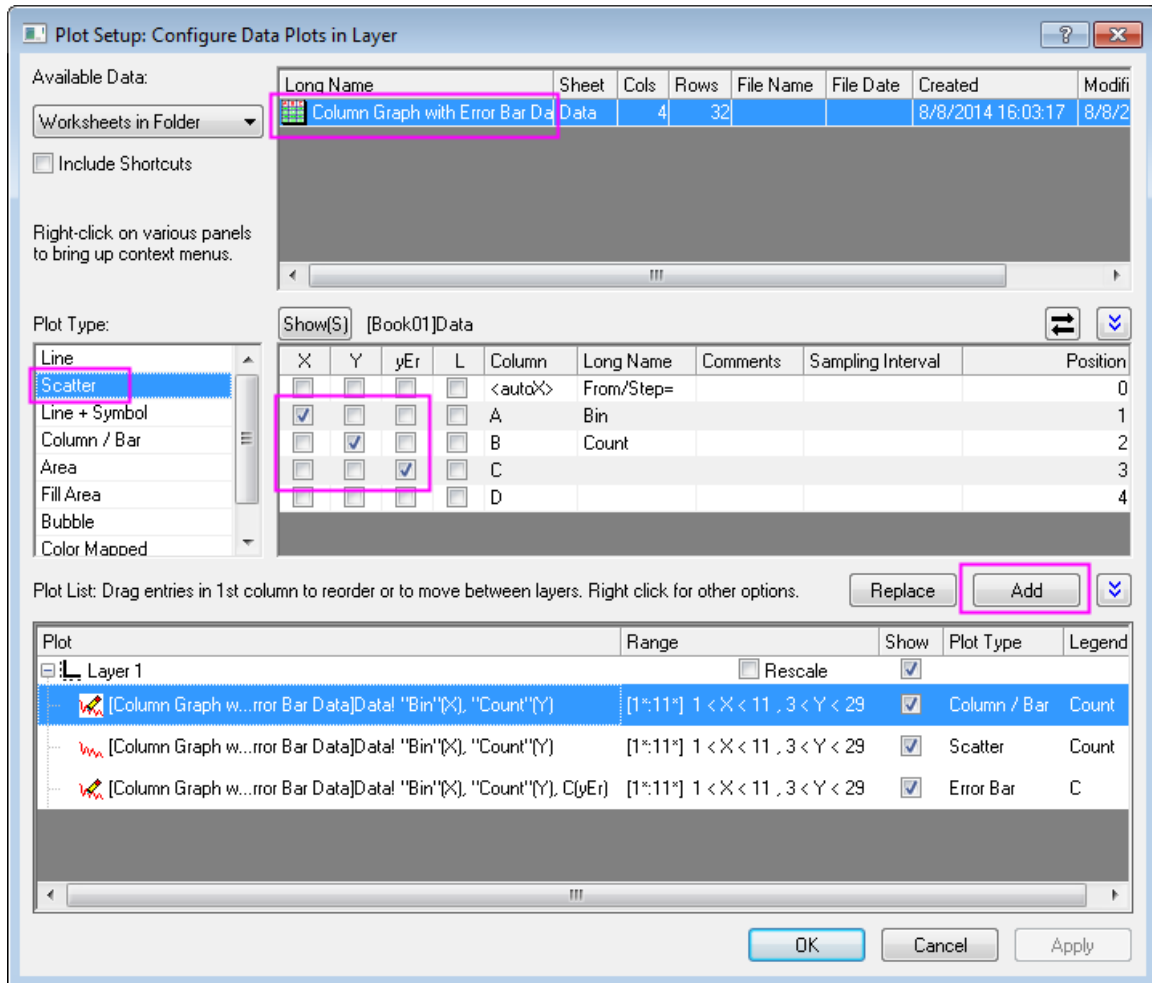 Plot Setup: Configure Data Plots in Layer
Available Data:
Worksheets in Folder
Include Shortcuts
Right-click on various panels
to bring up context menus.
Long Name Sheet Cols Rows File Name File Date Created Modifi
Column Graph with Error Bar Da Data 4 32 8/8/2014 16:03:17 8/8/2
Plot Type:
Line
Scatter
Line + Symbol
Column / Bar
Area
Fill Area
Bubble
Color Mapped
Show(S) [Book01]Data
X Y yEr L Column Long Name Comments Sampling Interval Position
<autoX> From/Step= 0
A Bin 1
B Count 2
C 3
D 4
Plot List: Drag entries in 1st column to reorder or to move between layers. Right click for other options. Replace Add
Plot Range Show Plot Type Legend
Layer 1 Rescale
[Column Graph w...rror Bar Data]Data! "Bin"(X), "Count"(Y) [1*:11*] 1 < X < 11 , 3 < Y < 29 Column / Bar Count
[Column Graph w...rror Bar Data]Data! "Bin"(X), "Count"(Y) [1*:11*] 1 < X < 11 , 3 < Y < 29 Scatter Count
[Column Graph w...rror Bar Data]Data! "Bin"(X), "Count"(Y), C(yEr) [1*:11*] 1 < X < 11 , 3 < Y < 29 Error Bar C
OK Cancel Apply